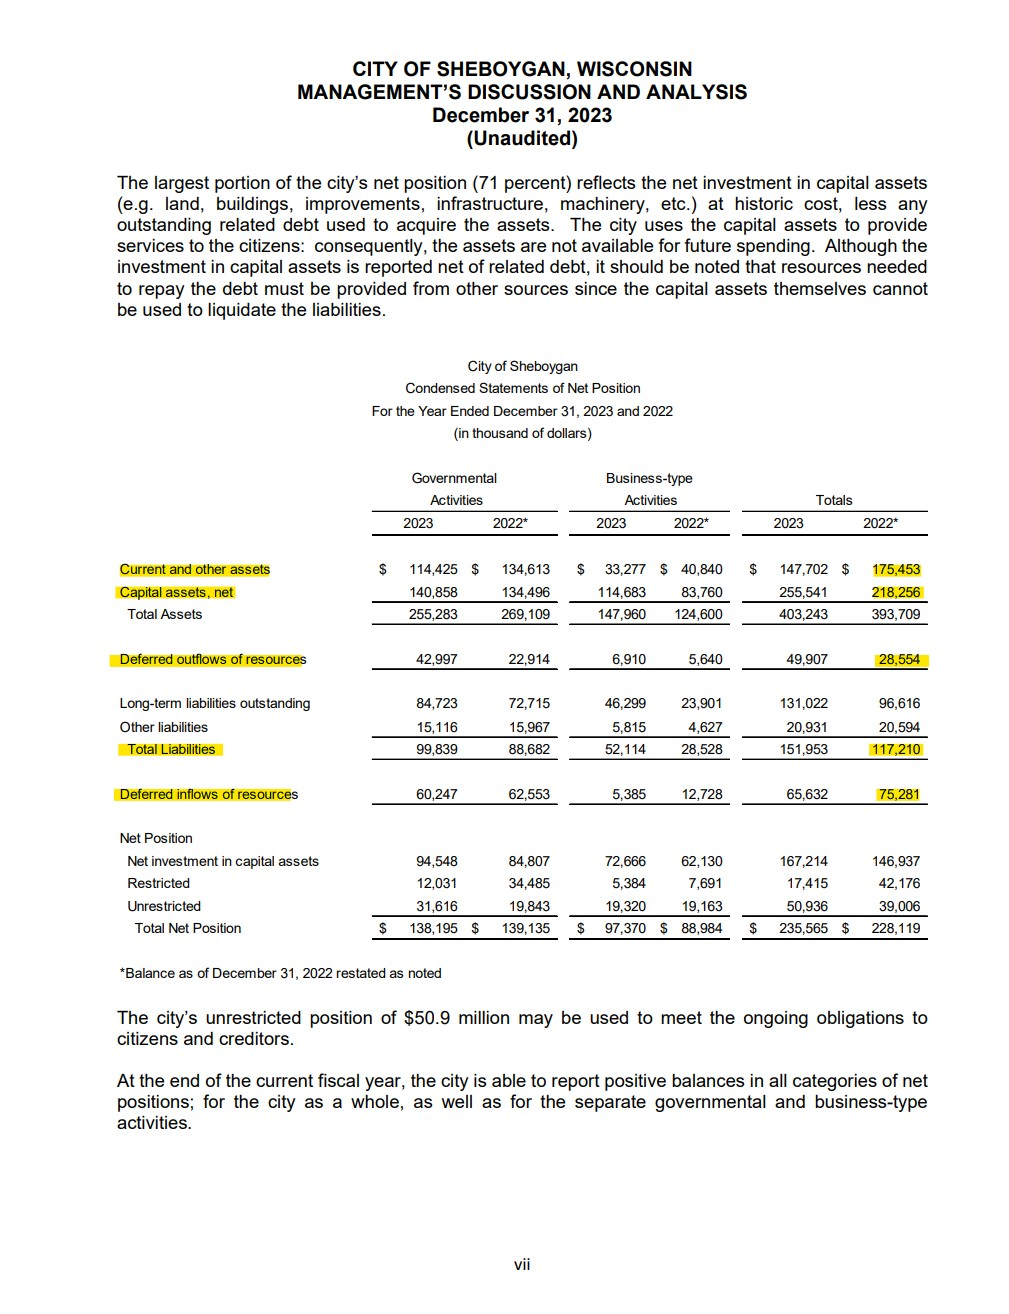 CITY OF SHEBOYGAN, WISCONSIN
MANAGEMENT’S DISCUSSION AND ANALYSIS
December 31, 2023
(Unaudited)
The largest portion of the city’s net position (71 percent) reflects the net investment in capital assets
(e.g. land, buildings, improvements, infrastructure, machinery, etc.) at historic cost, less any
outstanding related debt used to acquire the assets. The city uses the capital assets to provide
services to the citizens: consequently, the assets are not available for future spending. Although the
investment in capital assets is reported net of related debt, it should be noted that resources needed
to repay the debt must be provided from other sources since the capital assets themselves cannot
be used to liquidate the liabilities.
City of Sheboygan
Condensed Statements of Net Position
For the Year Ended December 31, 2023 and 2022
(in thousand of dollars)
Governmental Business-type
Activities Activities Totals
2023 2022* 2023 2022* 2023 2022*
Current and other assets $ 114,425 $ 134,613 $ 33,277 $ 40,840 $ 147,702 $ 175,453
Capital assets, net 140,858 134,496 114,683 83,760 255,541 218,256
Total Assets 255,283 269,109 147,960 124,600 403,243 393,709
Deferred outflows of resources 42,997 22,914 6,910 5,640 49,907 28,554
Long-term liabilities outstanding 84,723 72,715 46,299 23,901 131,022 96,616
Other liabilities 15,116 15,967 5,815 4,627 20,931 20,594
Total Liabilities 99,839 88,682 52,114 28,528 151,953 117,210
Deferred inflows of resources 60,247 62,553 5,385 12,728 65,632 75,281
Net Position
Net investment in capital assets 94,548 84,807 72,666 62,130 167,214 146,937
Restricted 12,031 34,485 5,384 7,691 17,415 42,176
Unrestricted 31,616 19,843 19,320 19,163 50,936 39,006
Total Net Position $ 138,195 $ 139,135 $ 97,370 $ 88,984 $ 235,565 $ 228,119
*Balance as of December 31, 2022 restated as noted
The city’s unrestricted position of $50.9 million may be used to meet the ongoing obligations to
citizens and creditors.
At the end of the current fiscal year, the city is able to report positive balances in all categories of net
positions; for the city as a whole, as well as for the separate governmental and business-type
activities.
vii